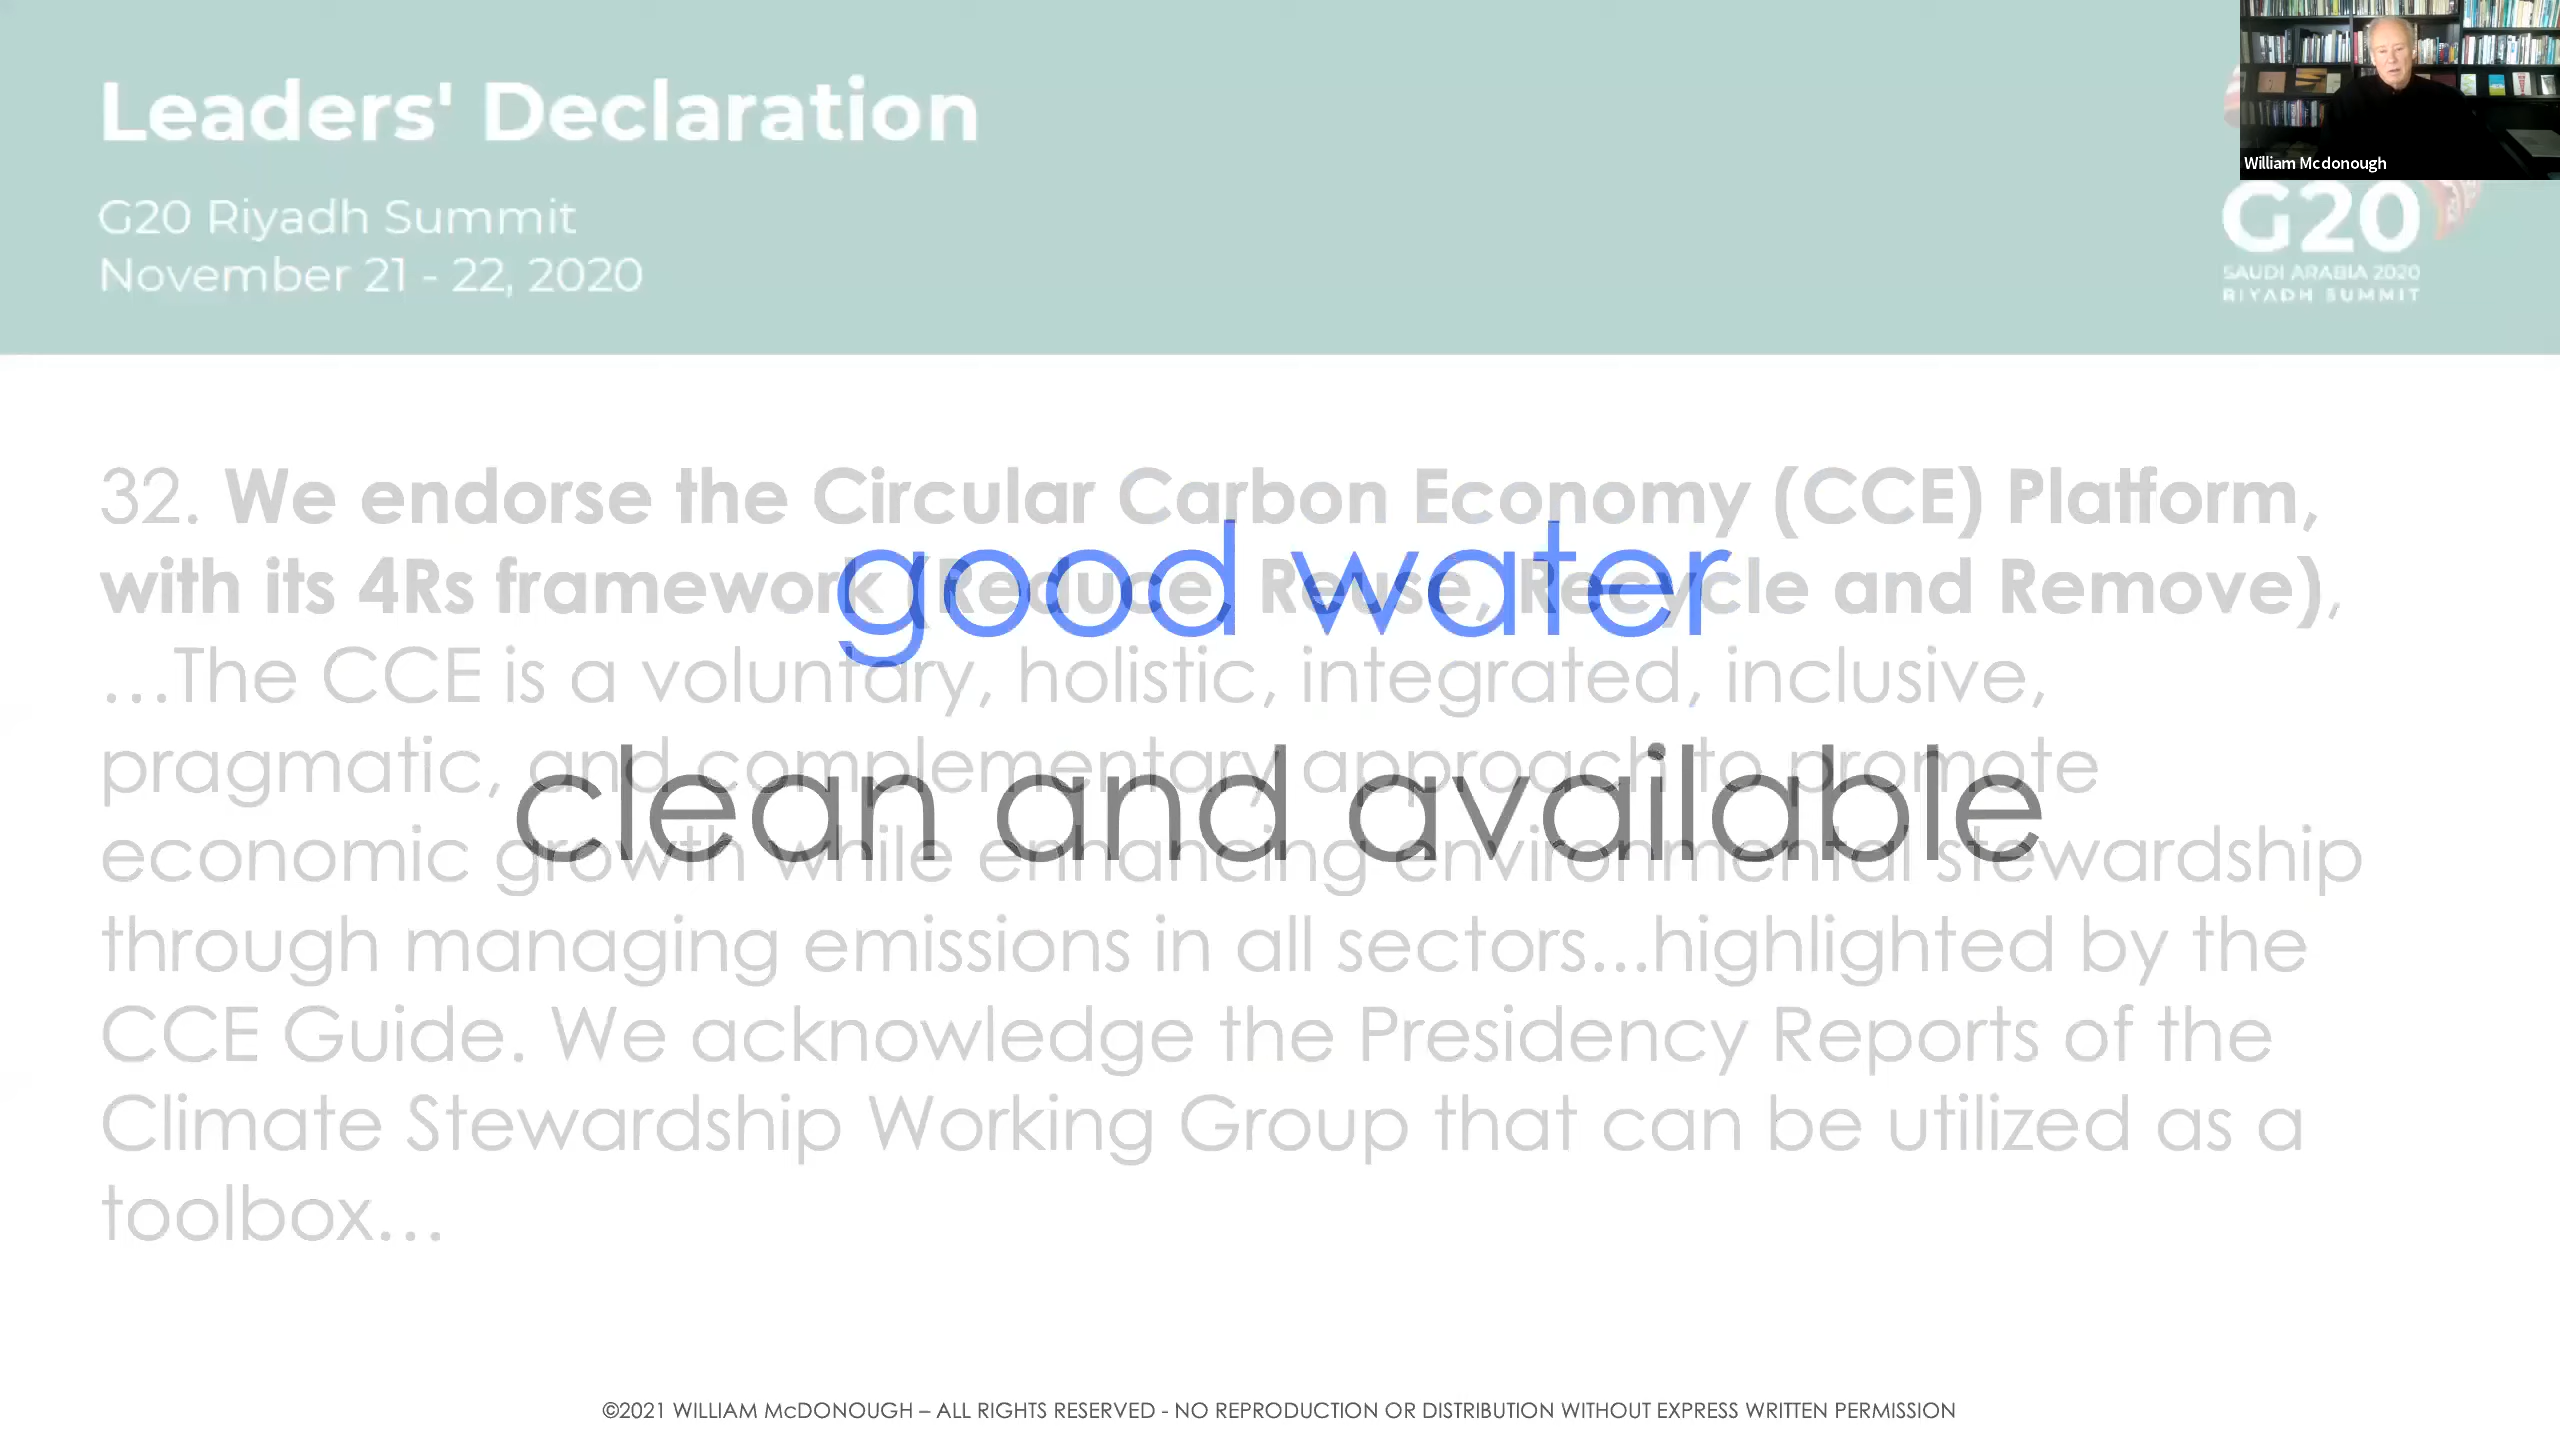 Leaders' Declaration
G20 Riyadh Summit
November 21 - 22, 2020
William Mcdonough
G20
SAUDI ARABIA 2020
RIYADH SUMMIT
32. We endorse the Circular Carbon Economy (CCE) Platform,
with its 4Rs framework (Reduce, Reuse, Recycle and Remove),
good water
…The CCE is a voluntary, holistic, integrated, inclusive,
pragmatic, and complementary approach to promote
clean and available
economic growth while enhancing environmental stewardship
through managing emissions in all sectors...highlighted by the
CCE Guide. We acknowledge the Presidency Reports of the
Climate Stewardship Working Group that can be utilized as a
toolbox…
©2021 WILLIAM McDONOUGH – ALL RIGHTS RESERVED - NO REPRODUCTION OR DISTRIBUTION WITHOUT EXPRESS WRITTEN PERMISSION